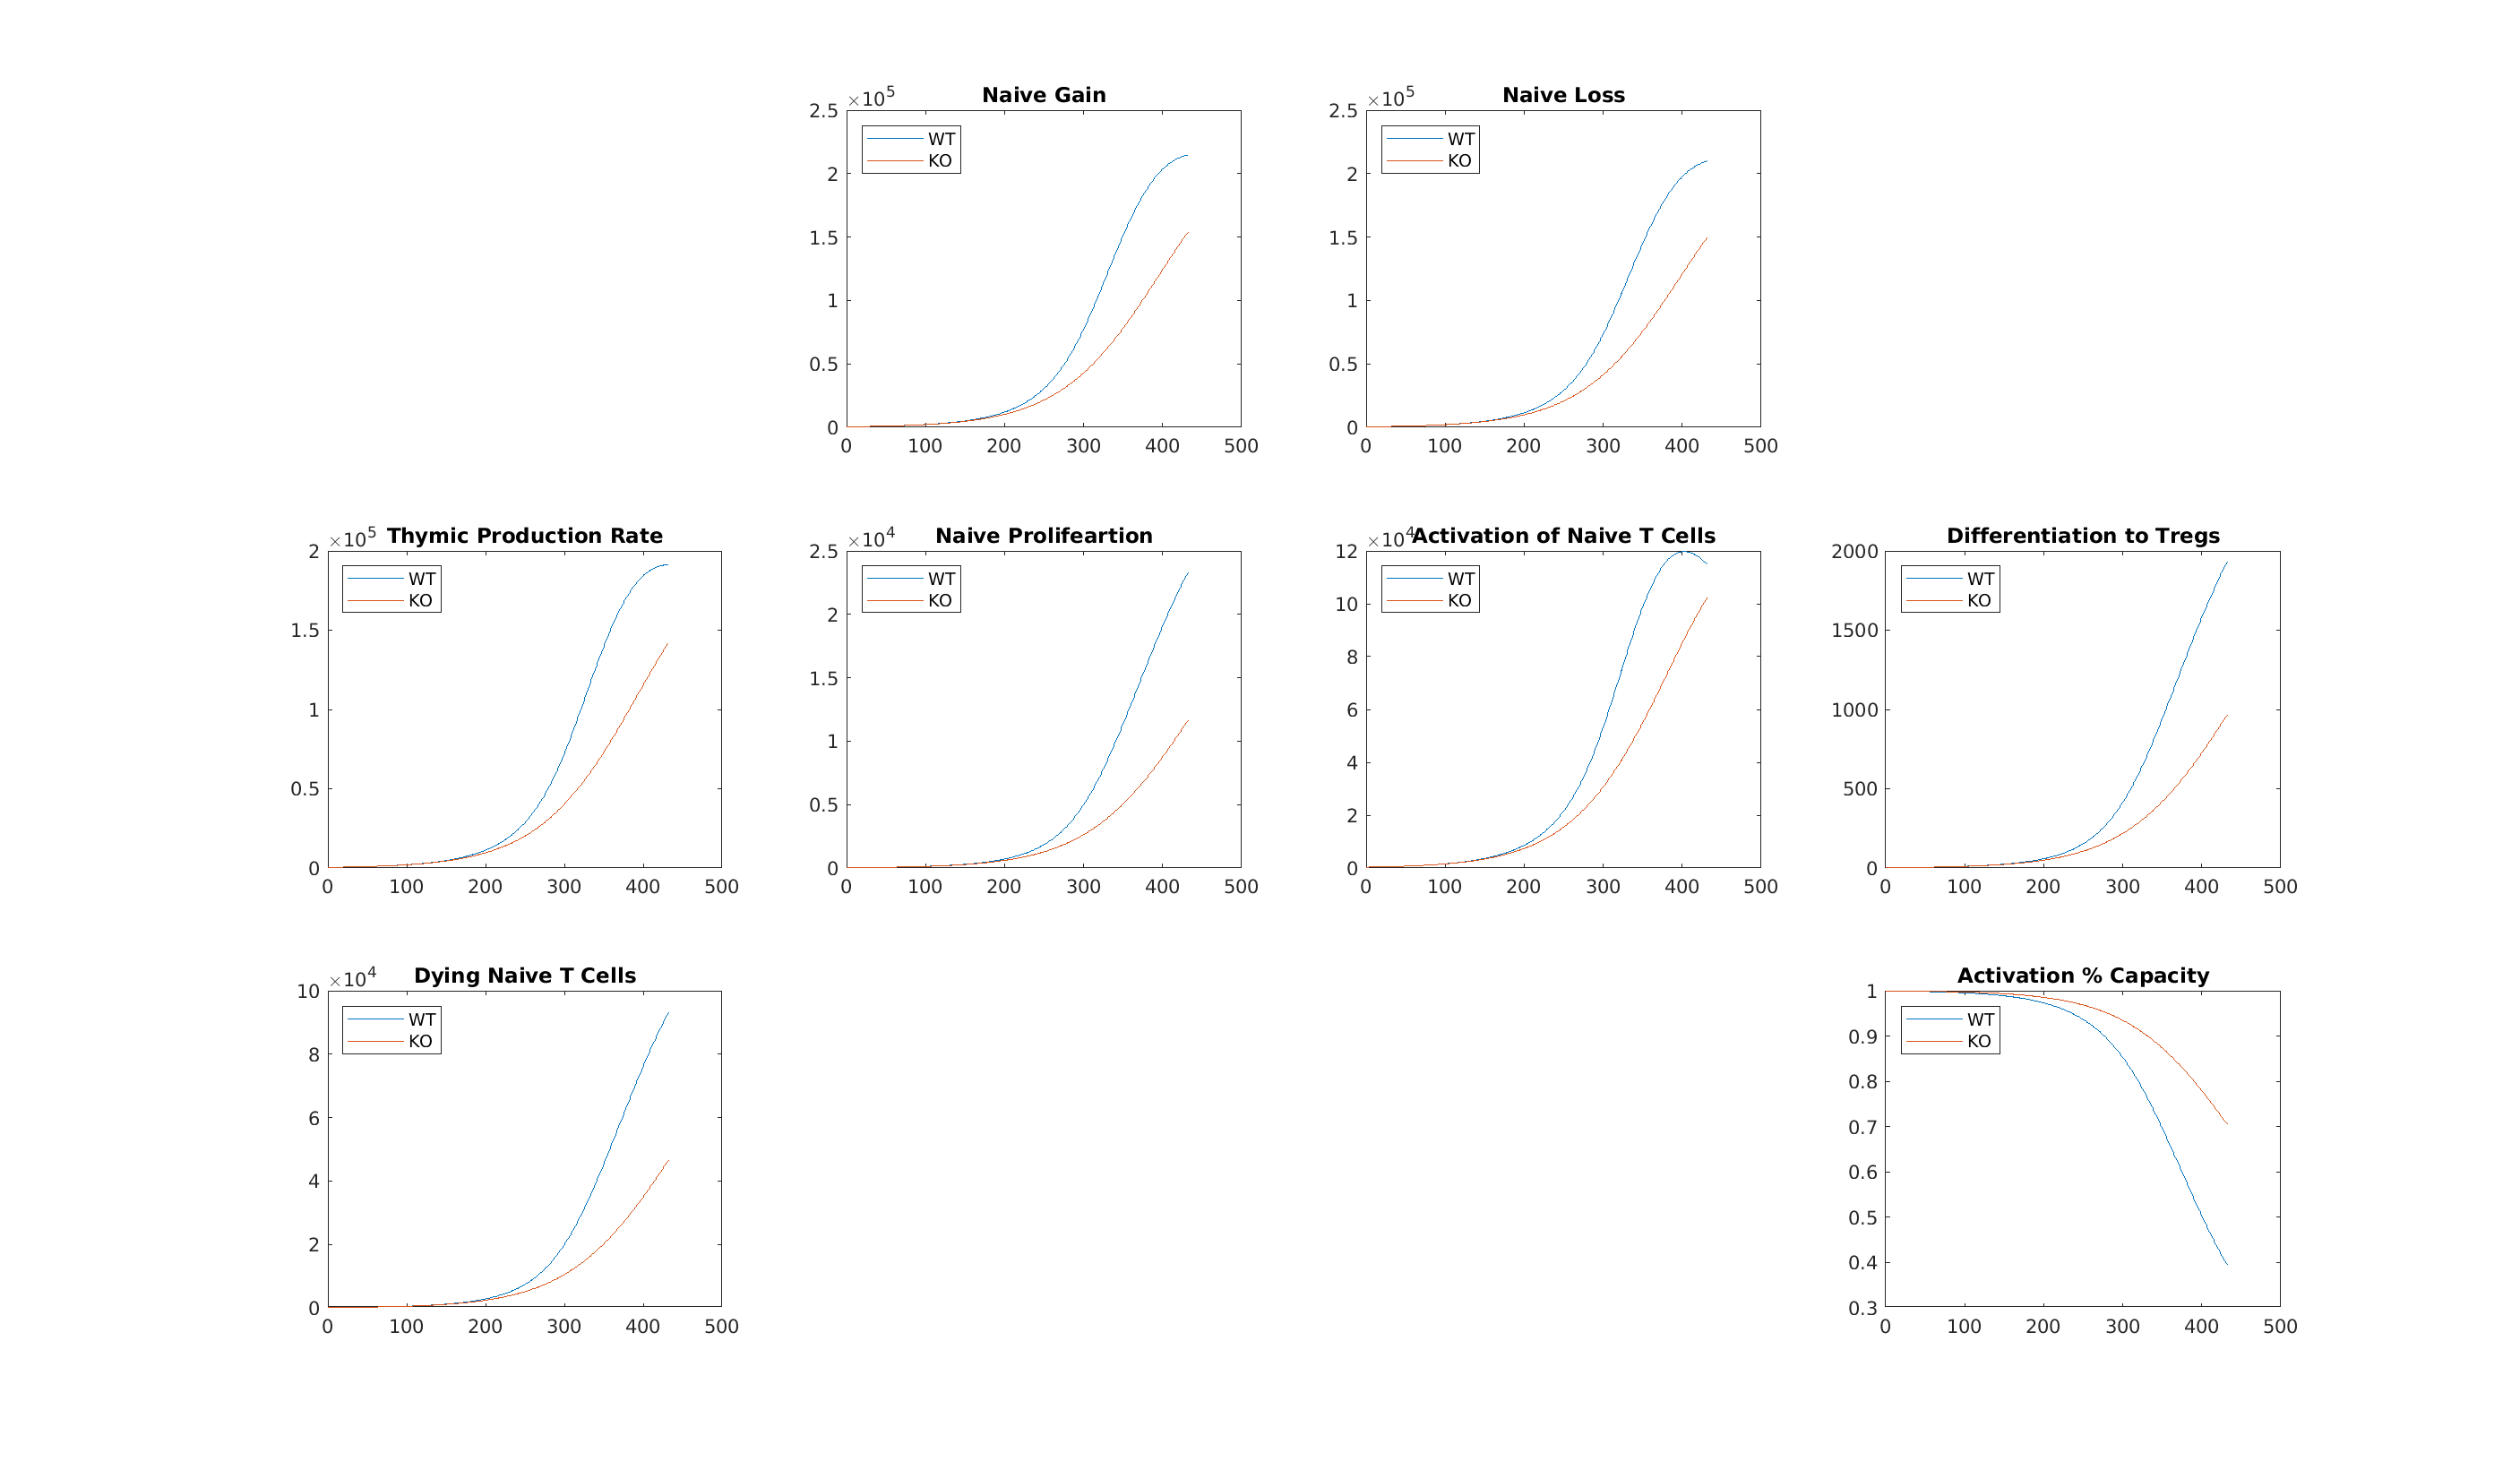 Naive Gain
×10^5
2.5
2
1.5
1
0.5
0
0 100 200 300 400 500
WT
KO
Naive Loss
×10^5
2.5
2
1.5
1
0.5
0
0 100 200 300 400 500
WT
KO
Thymic Production Rate
×10^5
2
1.5
1
0.5
0
0 100 200 300 400 500
WT
KO
Naive Prolifeartion
×10^4
2.5
2
1.5
1
0.5
0
0 100 200 300 400 500
WT
KO
Activation of Naive T Cells
×10^4
12
10
8
6
4
2
0
0 100 200 300 400 500
WT
KO
Differentiation to Tregs
2000
1500
1000
500
0
0 100 200 300 400 500
WT
KO
Dying Naive T Cells
×10^4
10
8
6
4
2
0
0 100 200 300 400 500
WT
KO
Activation % Capacity
1
0.9
0.8
0.7
0.6
0.5
0.4
0.3
0 100 200 300 400 500
WT
KO